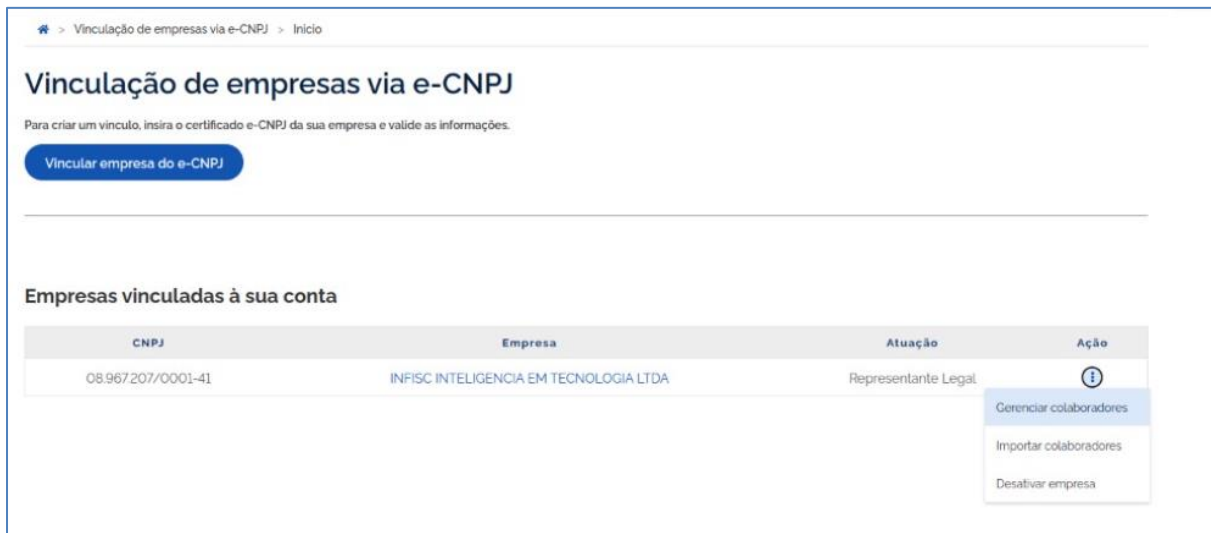 > Vinculação de empresas via e-CNPJ > Inicio
Vinculação de empresas via e-CNPJ
Para criar um vinculo, insira o certificado e-CNPJ da sua empresa e valide as informações.
Vincular empresa do e-CNPJ
Empresas vinculadas à sua conta
CNPJ Empresa Atuação Ação
08.967.207/0001-41 INFISC INTELIGENCIA EM TECNOLOGIA LTDA Representante Legal
Gerenciar colaboradores
Importar colaboradores
Desativar empresa